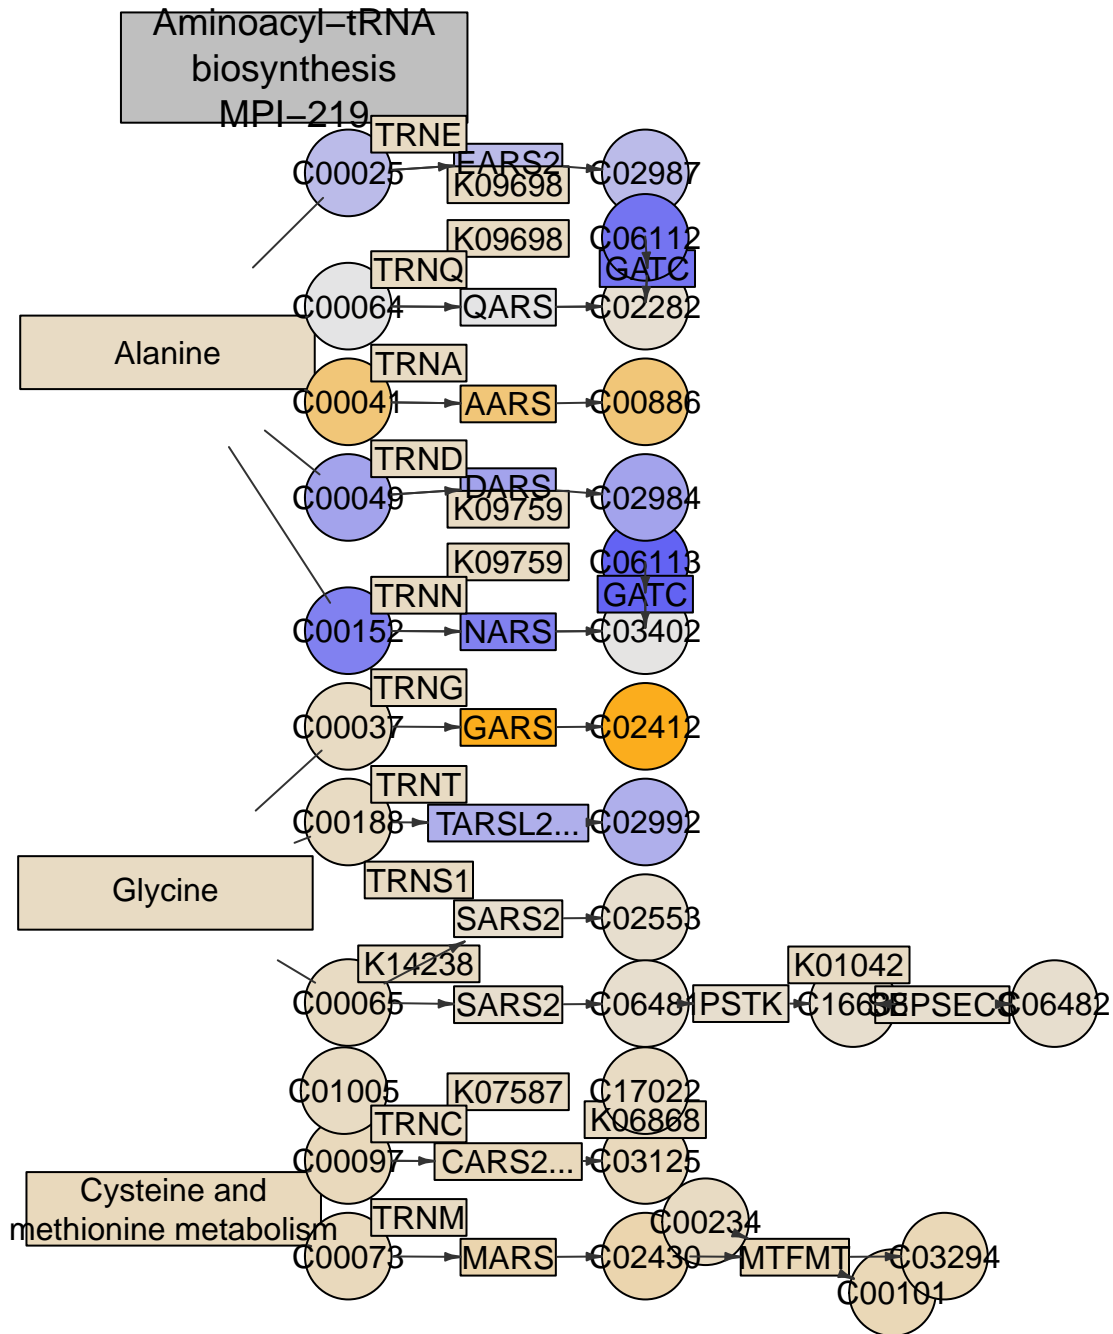 Aminoacyl−tRNA
biosynthesis
MPI−219
TRNE
C00025
EARS2
C02987
K09698
K09698
C06112
TRNQ
GATC
C00064
QARS
C02282
Alanine
TRNA
C00041
AARS
C00886
TRND
C00049
DARS
C02984
K09759
K09759
C06113
TRNN
GATC
C00152
NARS
C03402
TRNG
C00037
GARS
C02412
TRNT
C00188
TARSL2...
C02992
TRNS1
Glycine
SARS2
C02553
K14238
K01042
C00065
SARS2
C06481
PSTK
SEPSECS
C06482
C01005
K07587
C17022
TRNC
K06868
C00097
CARS2...
C03125
Cysteine and
methionine metabolism
TRNM
C00234
C00073
MARS
C02430
MTFMT
C03294
C00101